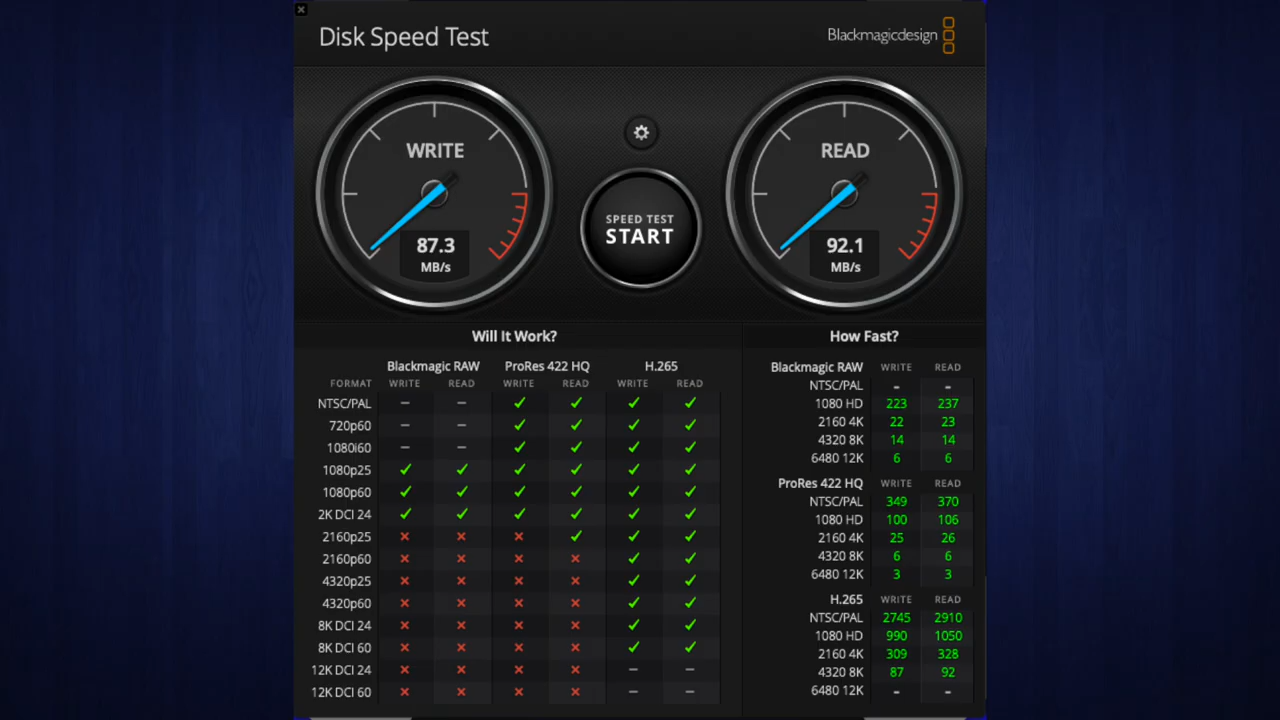 Disk Speed Test
Blackmagicdesign
WRITE
87.3
MB/s
SPEED TEST
START
READ
92.1
MB/s
Will It Work?
Blackmagic RAW ProRes 422 HQ H.265
FORMAT WRITE READ WRITE READ WRITE READ
NTSC/PAL – – ✓ ✓ ✓ ✓
720p60 – – ✓ ✓ ✓ ✓
1080i60 – – ✓ ✓ ✓ ✓
1080p25 ✓ ✓ ✓ ✓ ✓ ✓
1080p60 ✓ ✓ ✓ ✓ ✓ ✓
2K DCI 24 ✓ ✓ ✓ ✓ ✓ ✓
2160p25 ✗ ✗ ✗ ✓ ✓ ✓
2160p60 ✗ ✗ ✗ ✗ ✓ ✓
4320p25 ✗ ✗ ✗ ✗ ✓ ✓
4320p60 ✗ ✗ ✗ ✗ ✓ ✓
8K DCI 24 ✗ ✗ ✗ ✗ ✓ ✓
8K DCI 60 ✗ ✗ ✗ ✗ ✓ ✓
12K DCI 24 ✗ ✗ ✗ ✗ – –
12K DCI 60 ✗ ✗ ✗ ✗ – –
How Fast?
Blackmagic RAW WRITE READ
NTSC/PAL - -
1080 HD 223 237
2160 4K 22 23
4320 8K 14 14
6480 12K 6 6
ProRes 422 HQ WRITE READ
NTSC/PAL 349 370
1080 HD 100 106
2160 4K 25 26
4320 8K 6 6
6480 12K 3 3
H.265 WRITE READ
NTSC/PAL 2745 2910
1080 HD 990 1050
2160 4K 309 328
4320 8K 87 92
6480 12K - -